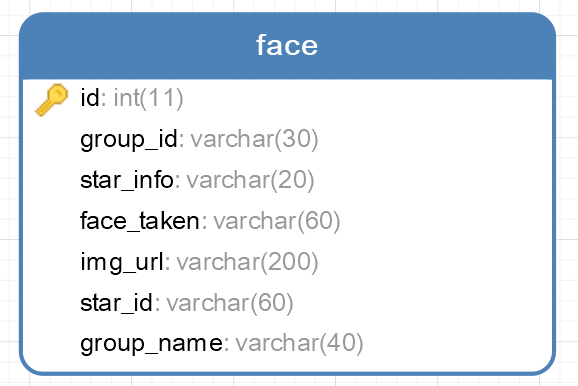 face
id: int(11)
group_id: varchar(30)
star_info: varchar(20)
face_taken: varchar(60)
img_url: varchar(200)
star_id: varchar(60)
group_name: varchar(40)